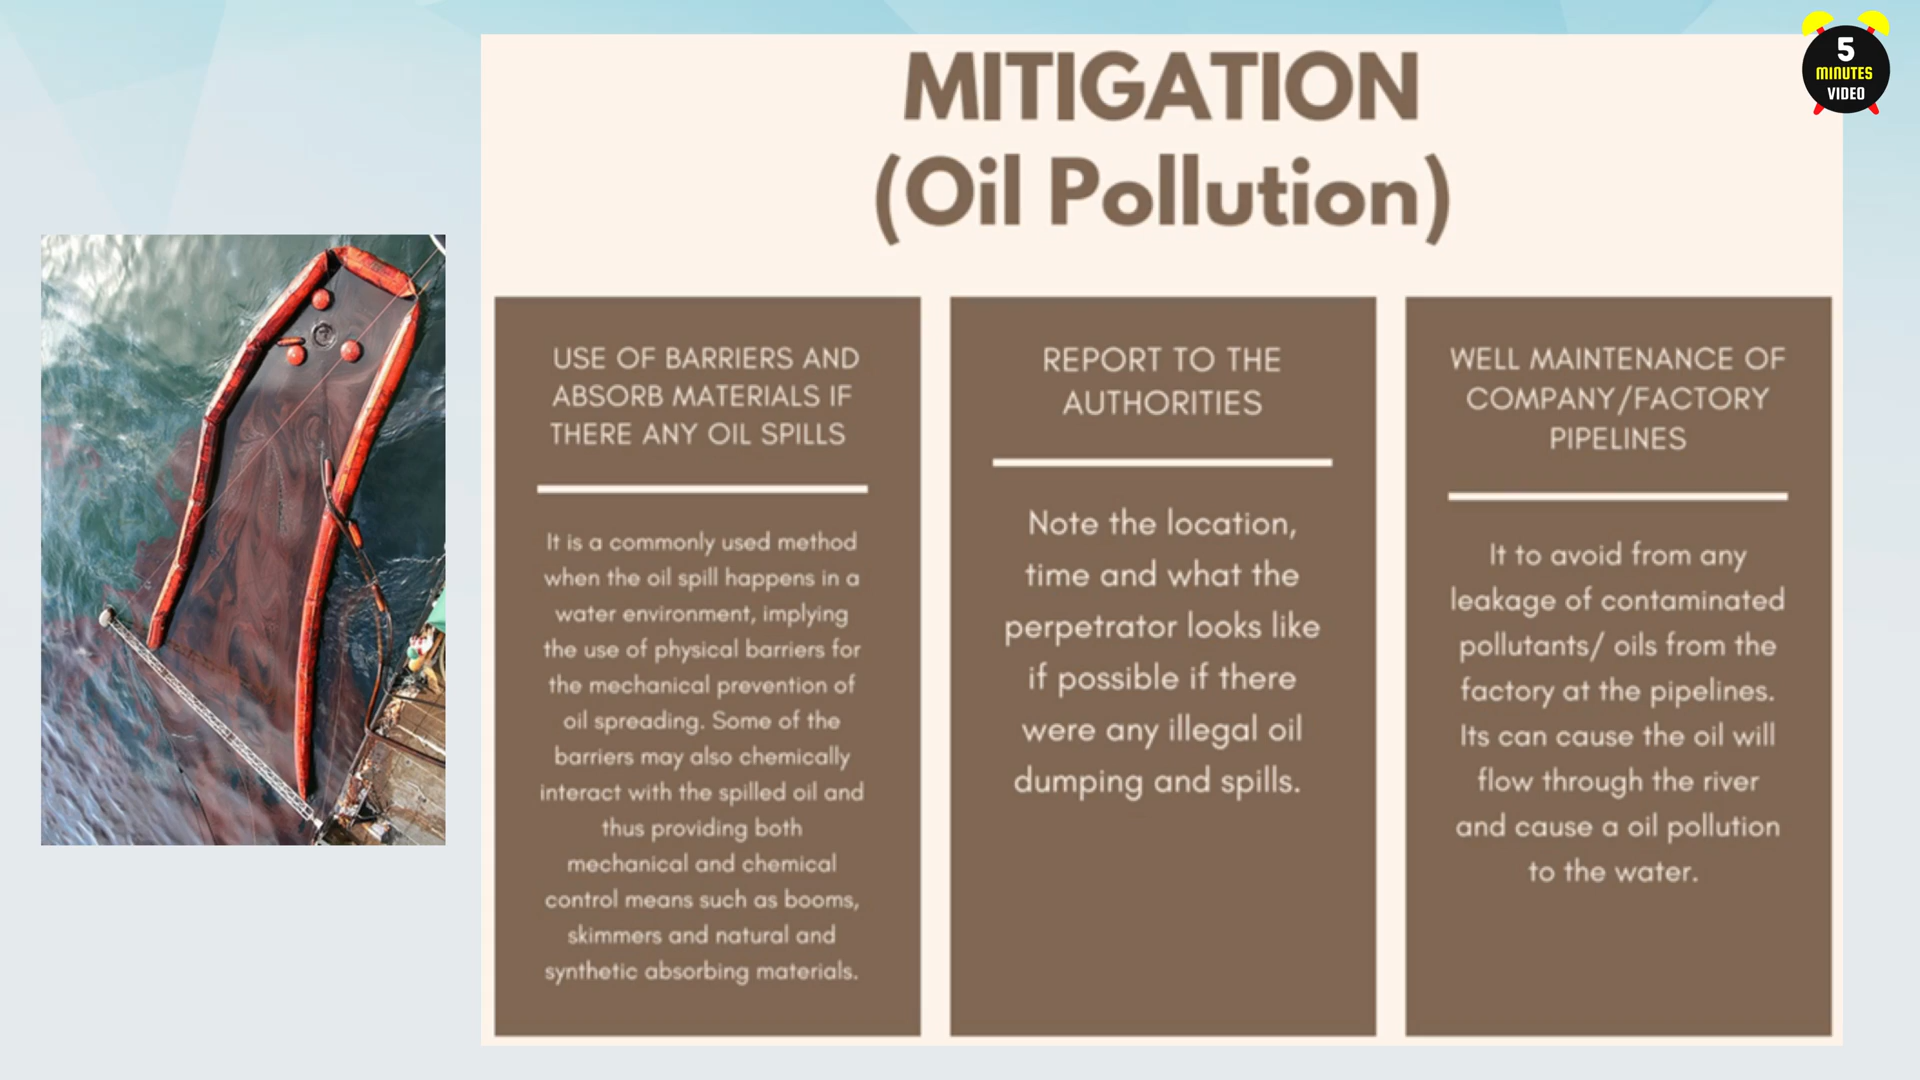 MITIGATION
(Oil Pollution)
5
MINUTES
VIDEO
USE OF BARRIERS AND
ABSORB MATERIALS IF
THERE ANY OIL SPILLS
It is a commonly used method
when the oil spill happens in a
water environment, implying
the use of physical barriers for
the mechanical prevention of
oil spreading. Some of the
barriers may also chemically
interact with the spilled oil and
thus providing both
mechanical and chemical
control means such as booms,
skimmers and natural and
synthetic absorbing materials.
REPORT TO THE
AUTHORITIES
Note the location,
time and what the
perpetrator looks like
if possible if there
were any illegal oil
dumping and spills.
WELL MAINTENANCE OF
COMPANY/FACTORY
PIPELINES
It to avoid from any
leakage of contaminated
pollutants/ oils from the
factory at the pipelines.
Its can cause the oil will
flow through the river
and cause a oil pollution
to the water.